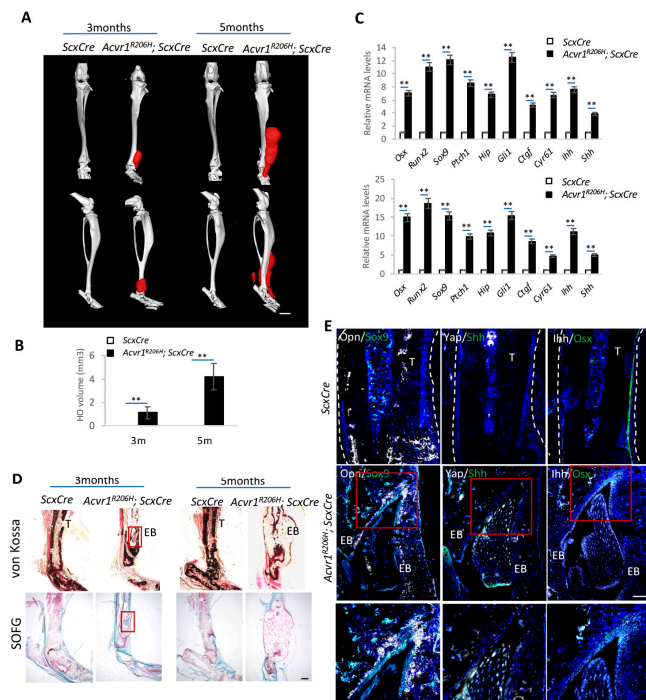 A
3months
5months
ScxCre
Acvr1R206H; ScxCre
ScxCre
Acvr1R206H; ScxCre
B
ScxCre
Acvr1R206H; ScxCre
HO volume (mm3)
6
4
2
0
**
**
3m
5m
C
ScxCre
Acvr1R206H; ScxCre
Relative mRNA levels
16
14
12
10
8
6
4
2
0
** ** ** ** ** ** ** ** ** **
Osx Runx2 Sox9 Ptch1 Hip Gli1 Ctgf Cyr61 Ihh Shh
ScxCre
Acvr1R206H; ScxCre
Relative mRNA levels
25
20
15
10
5
0
** ** ** ** ** ** ** ** ** **
Osx Runx2 Sox9 Ptch1 Hip Gli1 Ctgf Cyr61 Ihh Shh
D
3months
5months
ScxCre
Acvr1R206H; ScxCre
ScxCre
Acvr1R206H; ScxCre
von Kossa
T
EB
T
EB
SOFG
E
ScxCre
Opn/Sox9
T
Yap/Shh
T
Ihh/Osx
T
Acvr1R206H; ScxCre
Opn/Sox9
EB
EB
Yap/Shh
EB
Ihh/Osx
EB